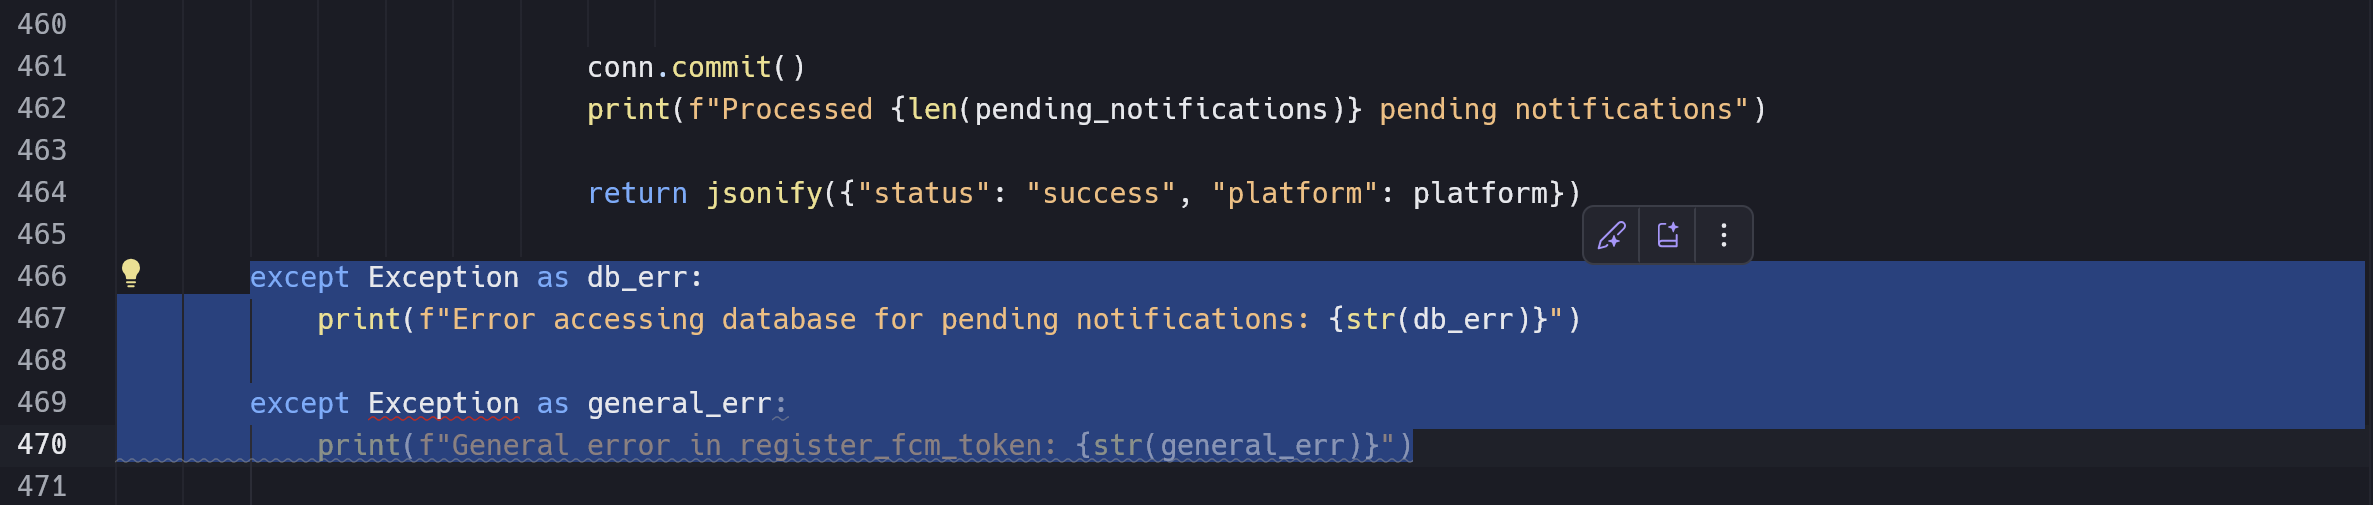 460
461 conn.commit()
462 print(f"Processed {len(pending_notifications)} pending notifications")
463
464 return jsonify({"status": "success", "platform": platform})
465
466 except Exception as db_err:
467 print(f"Error accessing database for pending notifications: {str(db_err)}")
468
469 except Exception as general_err:
470 print(f"General error in register_fcm_token: {str(general_err)}")
471